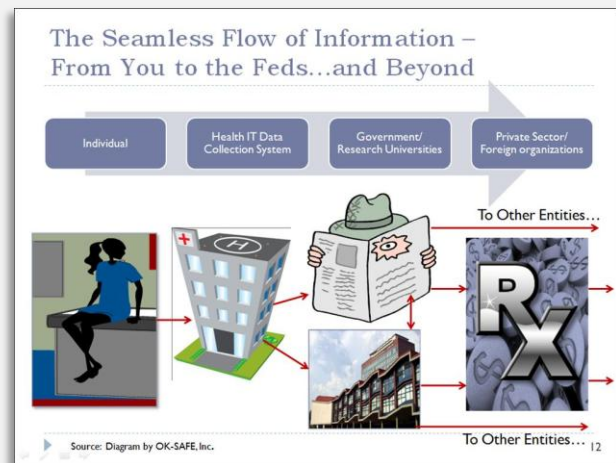 The Seamless Flow of Information –
From You to the Feds...and Beyond
Individual
Health IT Data
Collection System
Government/
Research Universities
Private Sector/
Foreign organizations
To Other Entities...
H
RX
To Other Entities...
Source: Diagram by OK-SAFE, Inc.
12